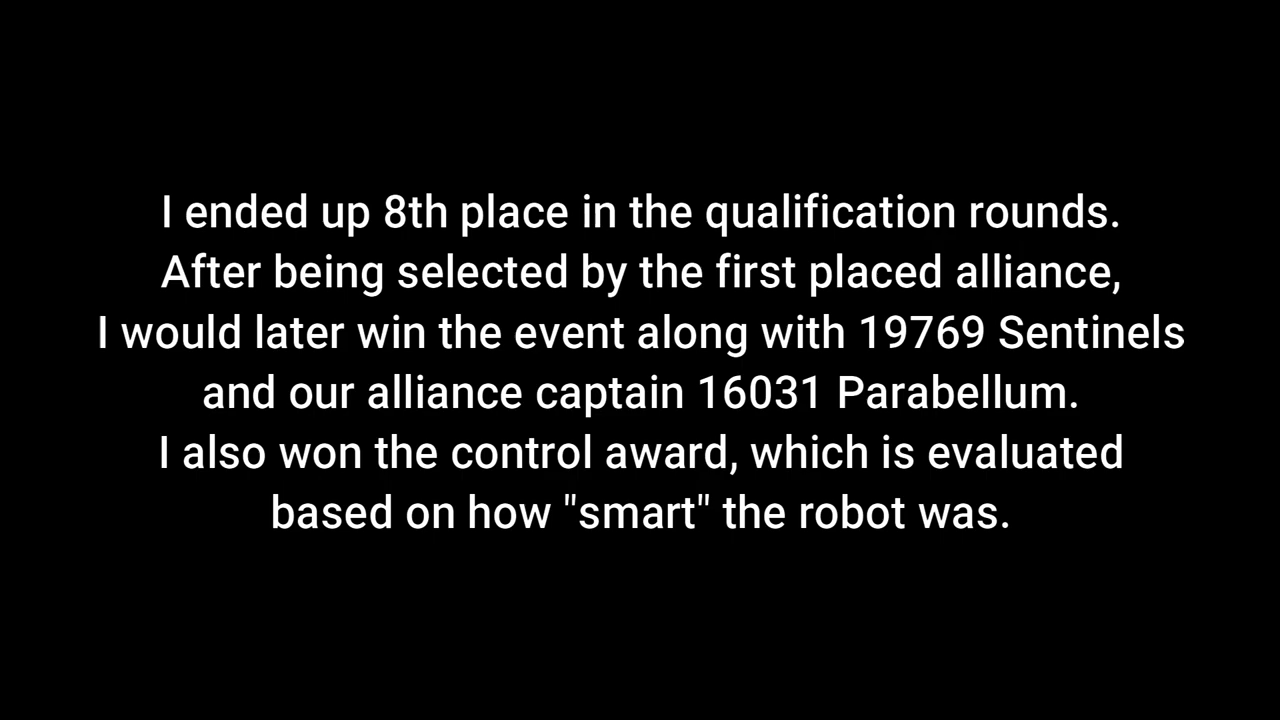 I ended up 8th place in the qualification rounds.
After being selected by the first placed alliance,
I would later win the event along with 19769 Sentinels
and our alliance captain 16031 Parabellum.
I also won the control award, which is evaluated
based on how "smart" the robot was.